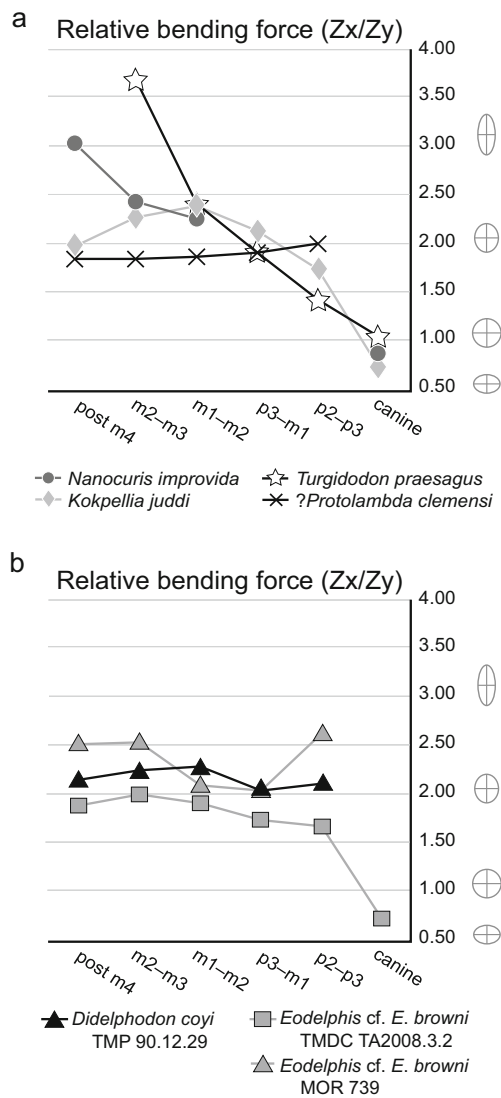 a
Relative bending force (Zx/Zy)
4.00
3.50
3.00
2.50
2.00
1.50
1.00
0.50
post m4
m2–m3
m1–m2
p3–m1
p2–p3
canine
Nanocuris improvida
Turgidodon praesagus
Kokpellia juddi
?Protolambda clemensi
b
Relative bending force (Zx/Zy)
4.00
3.50
3.00
2.50
2.00
1.50
1.00
0.50
post m4
m2–m3
m1–m2
p3–m1
p2–p3
canine
Didelphodon coyi
TMP 90.12.29
Eodelphis cf. E. browni
TMDC TA2008.3.2
Eodelphis cf. E. browni
MOR 739